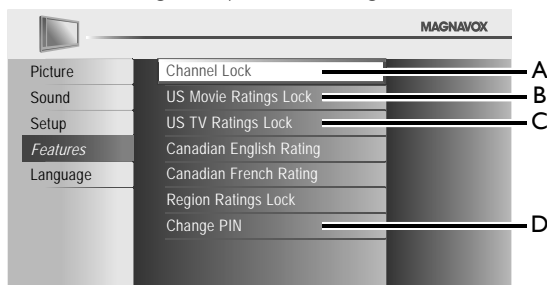 MAGNAVOX
Picture
Sound
Setup
Features
Language
Channel Lock
US Movie Ratings Lock
US TV Ratings Lock
Canadian English Rating
Canadian French Rating
Region Ratings Lock
Change PIN
A
B
C
D